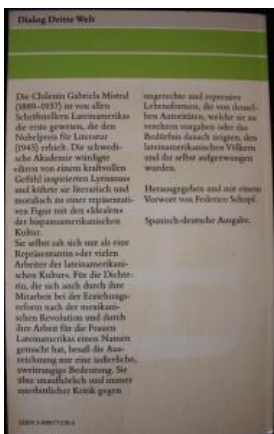 Dialog Dritte Welt
Die Chilenin Gabriela Mistral
(1889–1957) ist von allen
Schriftstellern Lateinamerikas
die erste gewesen, die den
Nobelpreis für Literatur
(1945) erhielt. Die schwedi-
sche Akademie würdigte
»ihren von einem kraftvollen
Gefühl inspirierten Lyrismus«
und kührte sie literarisch und
moralisch zu einer repräsentati-
ven Figur mit den »Idealen«
der hispanoamerikanischen
Kultur.
Sie selbst sah sich nur als eine
Repräsentantin »der vielen
Arbeiter der lateinamerikani-
schen Kultur«. Für die Dichte-
rin, die sich auch durch ihre
Mitarbeit bei der Erziehungs-
reform nach der mexikani-
schen Revolution und durch
ihre Arbeit für die Frauen
Lateinamerikas einen Namen
gemacht hat, besaß die Aus-
zeichnung nur eine äußerliche,
zweitrangige Bedeutung. Sie
übte unaufhörlich und immer
unerbittlicher Kritik gegen
ungerechte und repressive
Lebensformen, die von densel-
ben Autoritäten, welche sie zu
verehren vorgaben oder das
Bedürfnis danach zeigten, den
lateinamerikanischen Völkern
und ihr selbst aufgezwungen
wurden.
Herausgegeben und mit einem
Vorwort von Federico Schopf.
Spanisch-deutsche Ausgabe.
ISBN